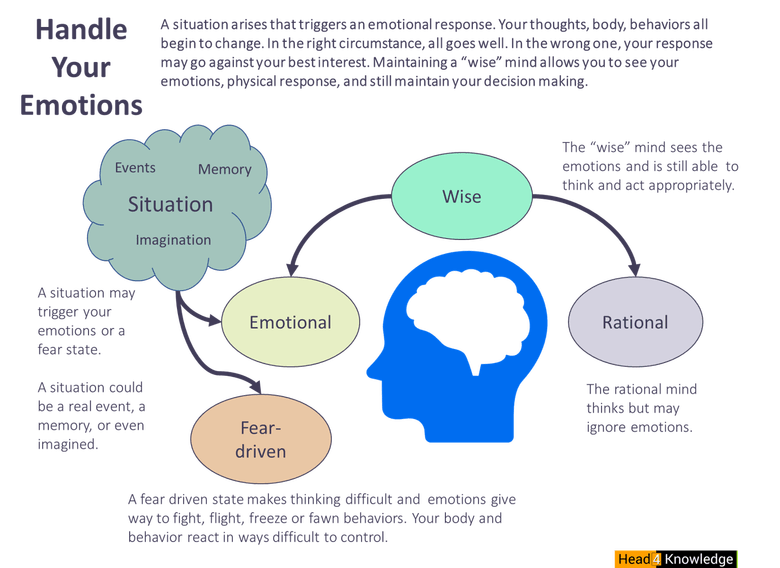 Handle
Your
Emotions
A situation arises that triggers an emotional response. Your thoughts, body, behaviors all
begin to change. In the right circumstance, all goes well. In the wrong one, your response
may go against your best interest. Maintaining a “wise” mind allows you to see your
emotions, physical response, and still maintain your decision making.
Events
Memory
Situation
Imagination
Wise
The “wise” mind sees the
emotions and is still able to
think and act appropriately.
A situation may
trigger your
emotions or a
fear state.
Emotional
Rational
A situation could
be a real event, a
memory, or even
imagined.
The rational mind
thinks but may
ignore emotions.
Fear-
driven
A fear driven state makes thinking difficult and emotions give
way to fight, flight, freeze or fawn behaviors. Your body and
behavior react in ways difficult to control.
Head 4 Knowledge